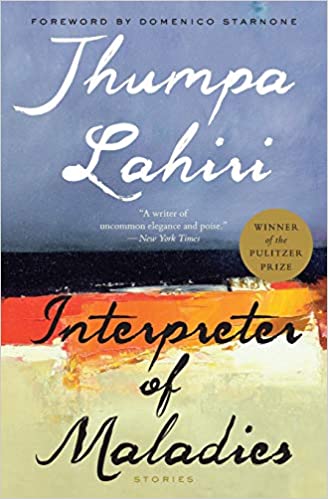 FOREWORD BY DOMENICO STARNONE
Jhumpa
Lahiri
"A writer of
uncommon elegance and poise."
—New York Times
WINNER
of the
PULITZER
PRIZE
Interpreter
of
Maladies
STORIES